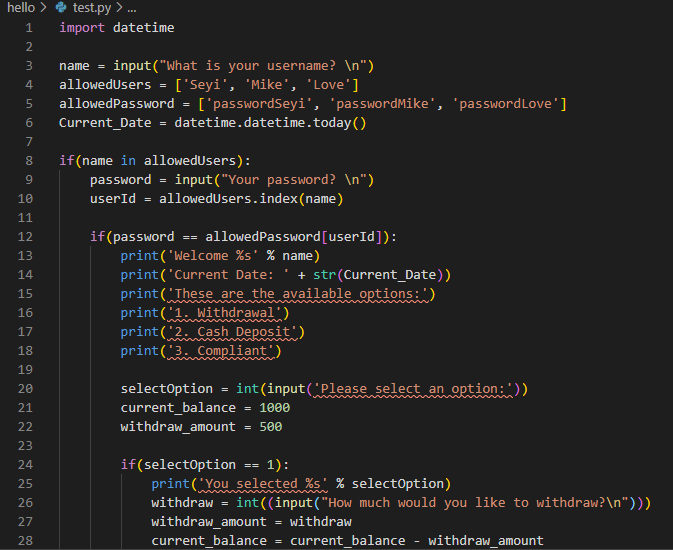 hello > test.py > ...
1 import datetime
2
3 name = input("What is your username? \n")
4 allowedUsers = ['Seyi', 'Mike', 'Love']
5 allowedPassword = ['passwordSeyi', 'passwordMike', 'passwordLove']
6 Current_Date = datetime.datetime.today()
7
8 if(name in allowedUsers):
9     password = input("Your password? \n")
10     userId = allowedUsers.index(name)
11
12     if(password == allowedPassword[userId]):
13         print('Welcome %s' % name)
14         print('Current Date: ' + str(Current_Date))
15         print('These are the available options:')
16         print('1. Withdrawal')
17         print('2. Cash Deposit')
18         print('3. Compliant')
19
20         selectOption = int(input('Please select an option:'))
21         current_balance = 1000
22         withdraw_amount = 500
23
24         if(selectOption == 1):
25             print('You selected %s' % selectOption)
26             withdraw = int((input("How much would you like to withdraw?\n")))
27             withdraw_amount = withdraw
28             current_balance = current_balance - withdraw_amount